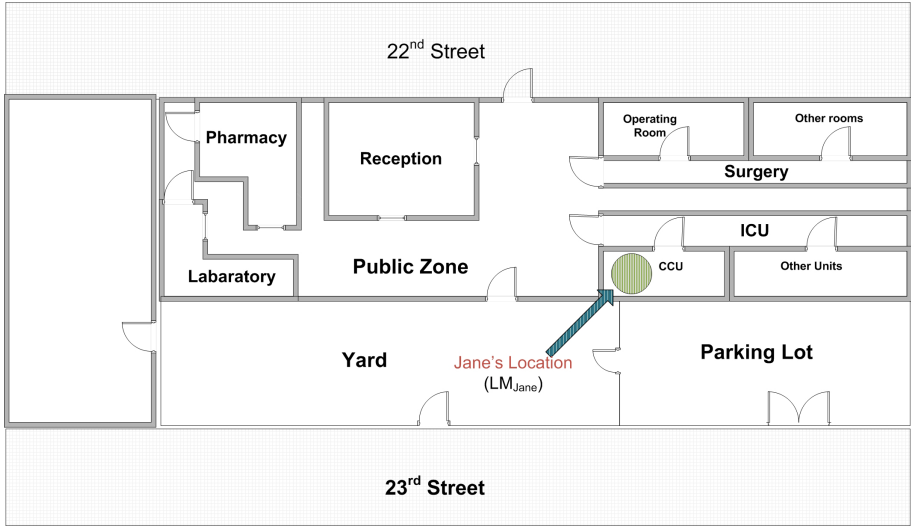 22nd Street
Pharmacy
Reception
Operating
Room
Other rooms
Surgery
ICU
Labaratory
Public Zone
CCU
Other Units
Yard
Jane's Location
(LMJane)
Parking Lot
23rd Street